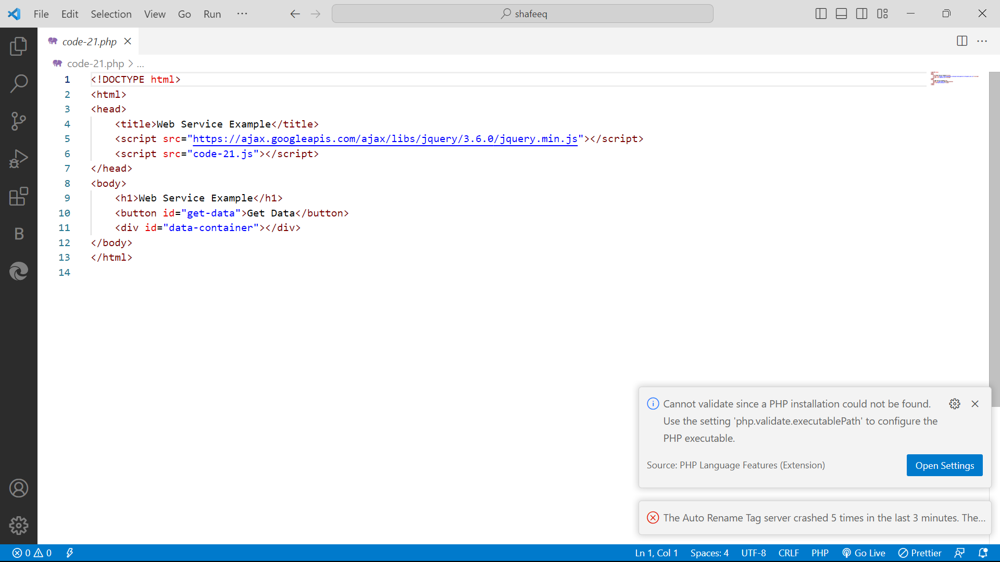 File Edit Selection View Go Run ···
shafeeq
code-21.php
code-21.php > ...
1 <!DOCTYPE html>
2 <html>
3 <head>
4 <title>Web Service Example</title>
5 <script src="https://ajax.googleapis.com/ajax/libs/jquery/3.6.0/jquery.min.js"></script>
6 <script src="code-21.js"></script>
7 </head>
8 <body>
9 <h1>Web Service Example</h1>
10 <button id="get-data">Get Data</button>
11 <div id="data-container"></div>
12 </body>
13 </html>
14
B
Cannot validate since a PHP installation could not be found.
Use the setting 'php.validate.executablePath' to configure the
PHP executable.
Source: PHP Language Features (Extension)
Open Settings
The Auto Rename Tag server crashed 5 times in the last 3 minutes. The...
0 0
Ln 1, Col 1 Spaces: 4 UTF-8 CRLF PHP Go Live Prettier